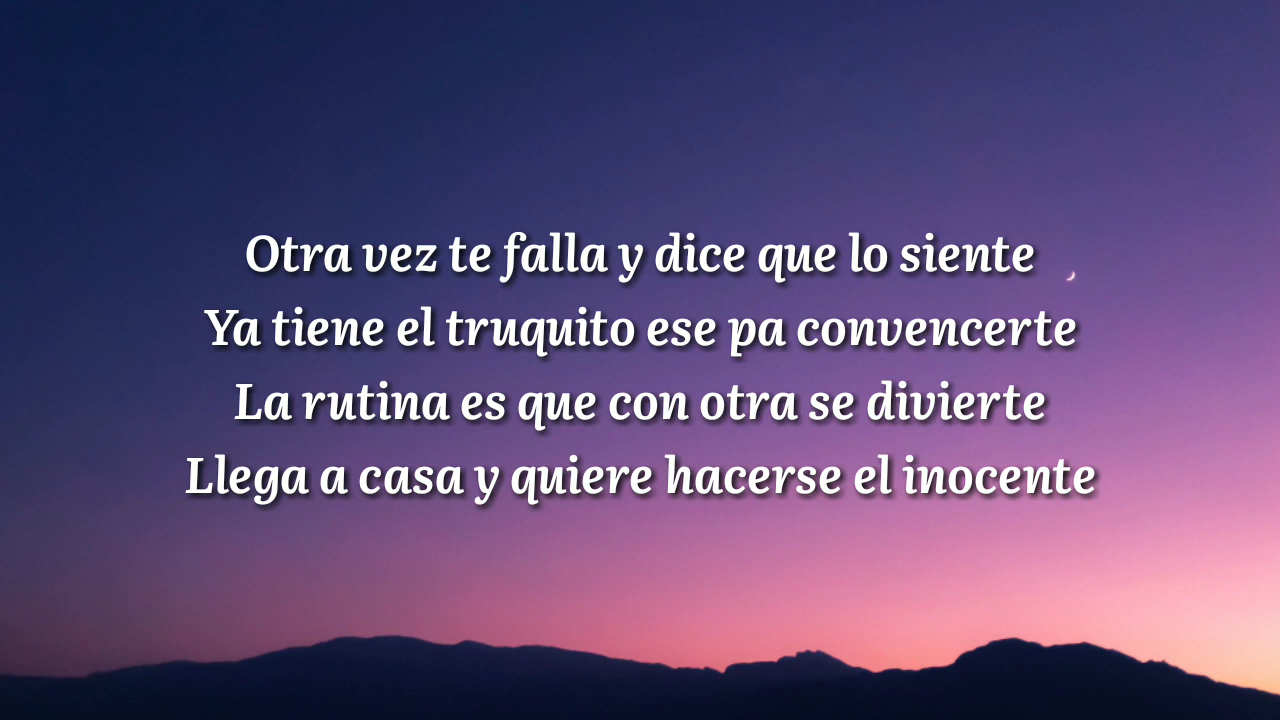 Otra vez te falla y dice que lo siente
Ya tiene el truquito ese pa convencerte
La rutina es que con otra se divierte
Llega a casa y quiere hacerse el inocente